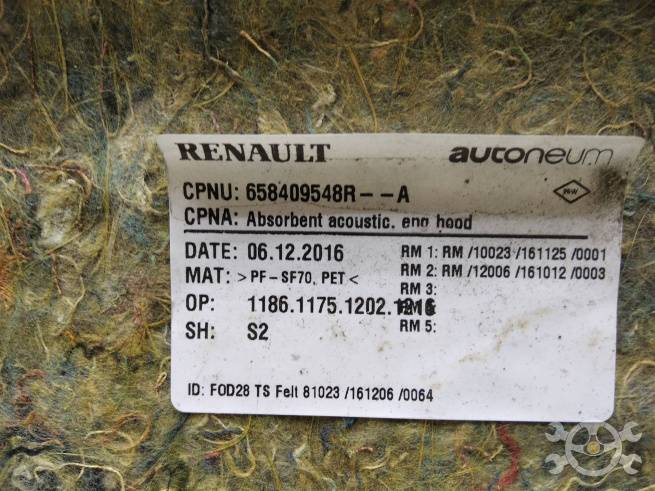 RENAULT autoneum
CPNU: 658409548R--A
CPNA: Absorbent acoustic. eng hood
DATE: 06.12.2016 RM 1: RM /10023 /161125 /0001
MAT: >PF-SF70, PET< RM 2: RM /12006 /161012 /0003
RM 3:
OP: 1186.1175.1202.1216
SH: S2 RM 5:
ID: FOD28 TS Felt 81023 /161206 /0064